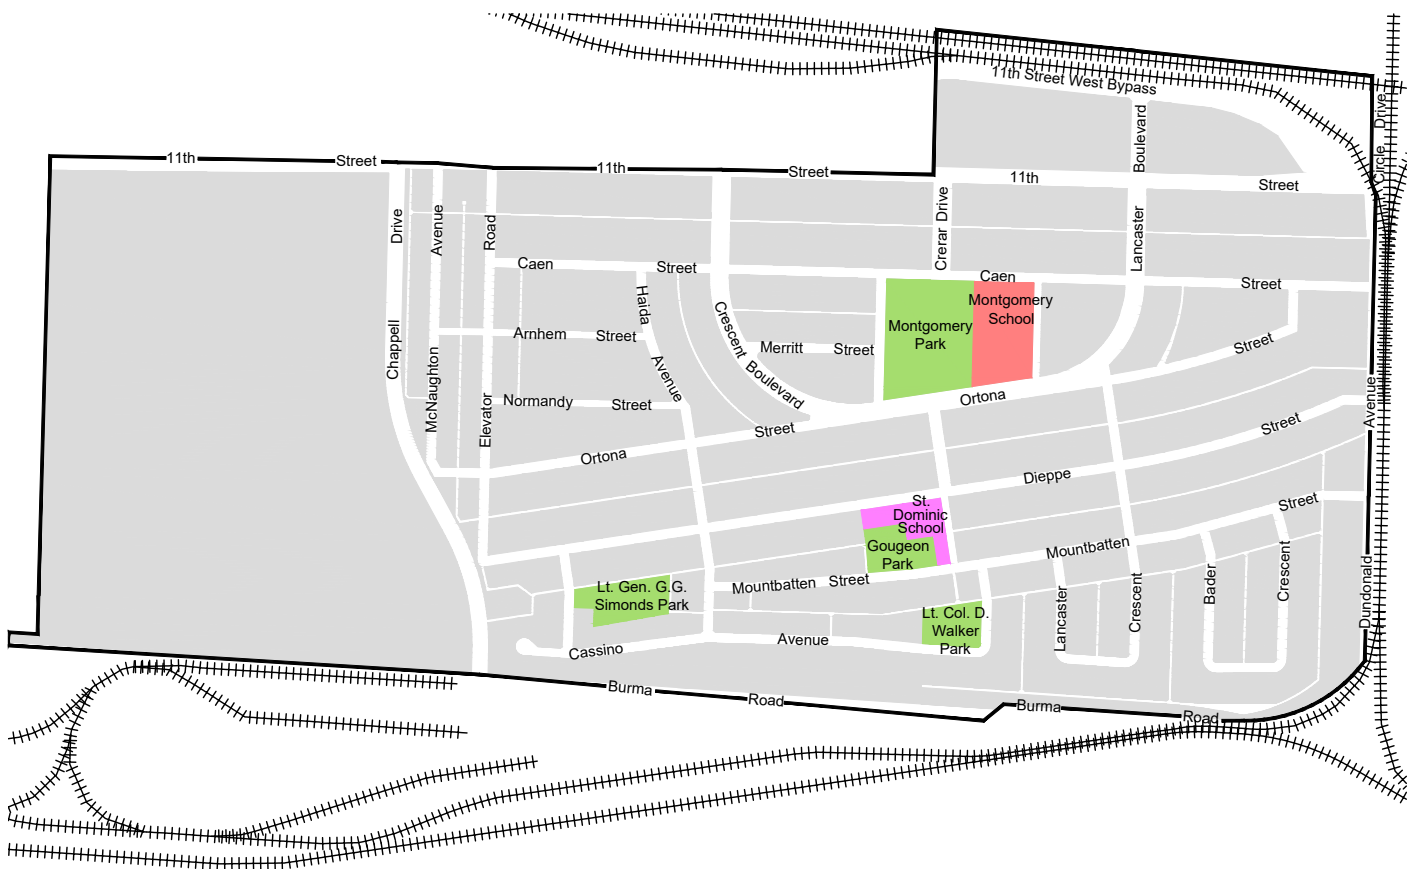 11th Street West Bypass
Circle Drive
11th
Street
11th
Street
11th
Street
Boulevard
Lancaster
Crerar Drive
Drive
Chappell
Avenue
McNaughton
Road
Elevator
Caen
Street
Caen
Street
Haida
Avenue
Arnhem
Street
Normandy
Street
Crescent
Boulevard
Merritt
Street
Montgomery
Park
Montgomery
School
Street
Ortona
Street
Ortona
Avenue
Dundonald
Street
Dieppe
St.
Dominic
School
Gougeon
Park
Street
Mountbatten
Mountbatten
Street
Lt. Gen. G.G.
Simonds Park
Lt. Col. D.
Walker
Park
Cassino
Avenue
Lancaster
Crescent
Bader
Crescent
Burma
Road
Burma
Road